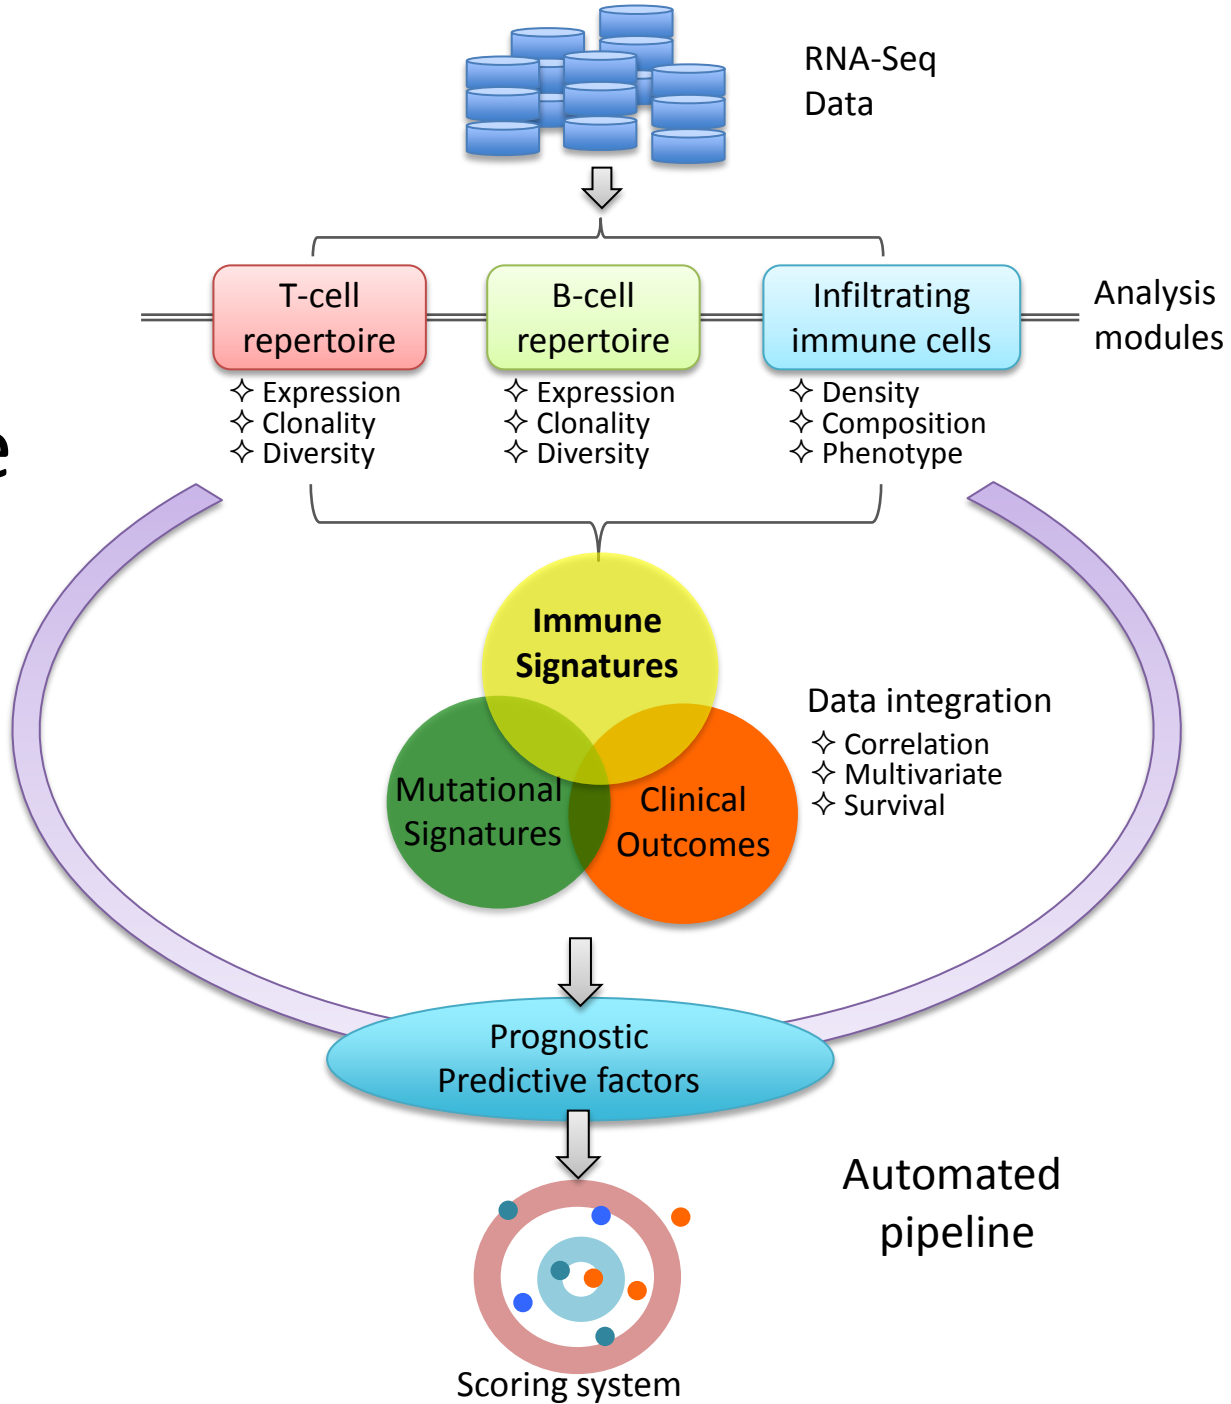 RNA-Seq
Data
T-cell
repertoire
B-cell
repertoire
Infiltrating
immune cells
Analysis
modules
✧ Expression
✧ Clonality
✧ Diversity
✧ Expression
✧ Clonality
✧ Diversity
✧ Density
✧ Composition
✧ Phenotype
e
Immune
Signatures
Mutational
Signatures
Clinical
Outcomes
Data integration
✧ Correlation
✧ Multivariate
✧ Survival
Prognostic
Predictive factors
Automated
pipeline
Scoring system